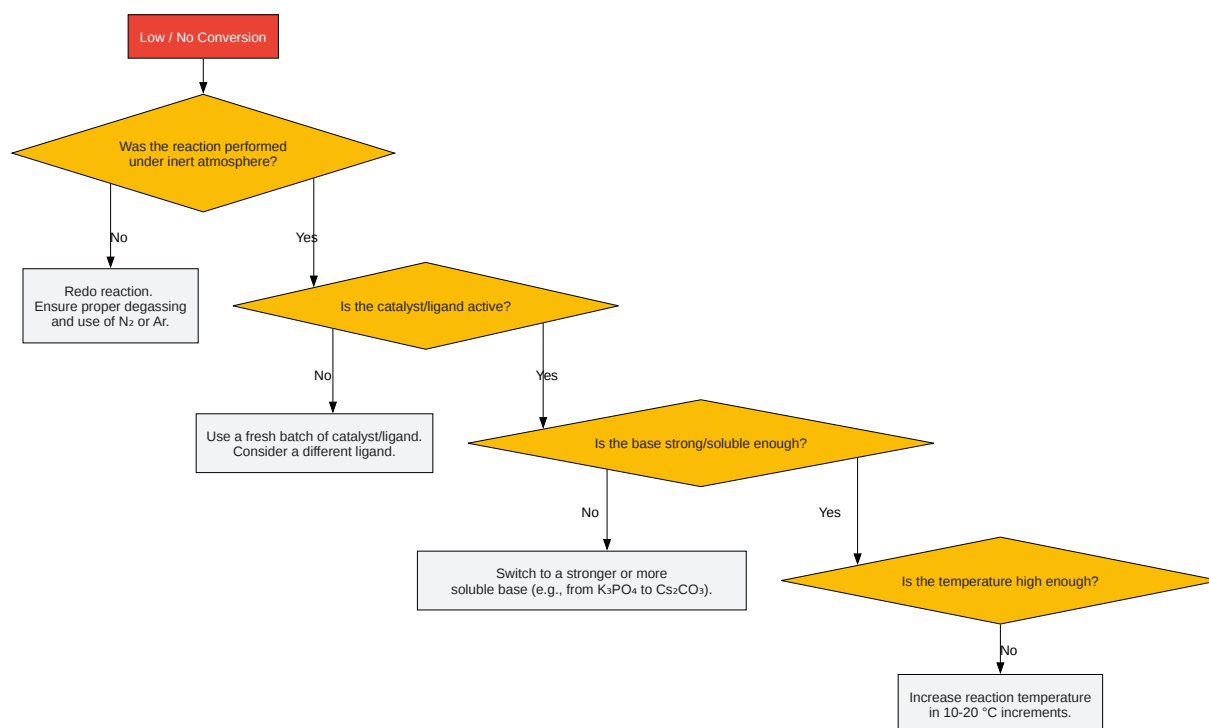 Low / No Conversion
Was the reaction performed
under inert atmosphere?
No
Yes
Redo reaction.
Ensure proper degassing
and use of N₂ or Ar.
Is the catalyst/ligand active?
No
Yes
Use a fresh batch of catalyst/ligand.
Consider a different ligand.
Is the base strong/soluble enough?
No
Yes
Switch to a stronger or more
soluble base (e.g., from K₃PO₄ to Cs₂CO₃).
Is the temperature high enough?
No
Increase reaction temperature
in 10-20 °C increments.